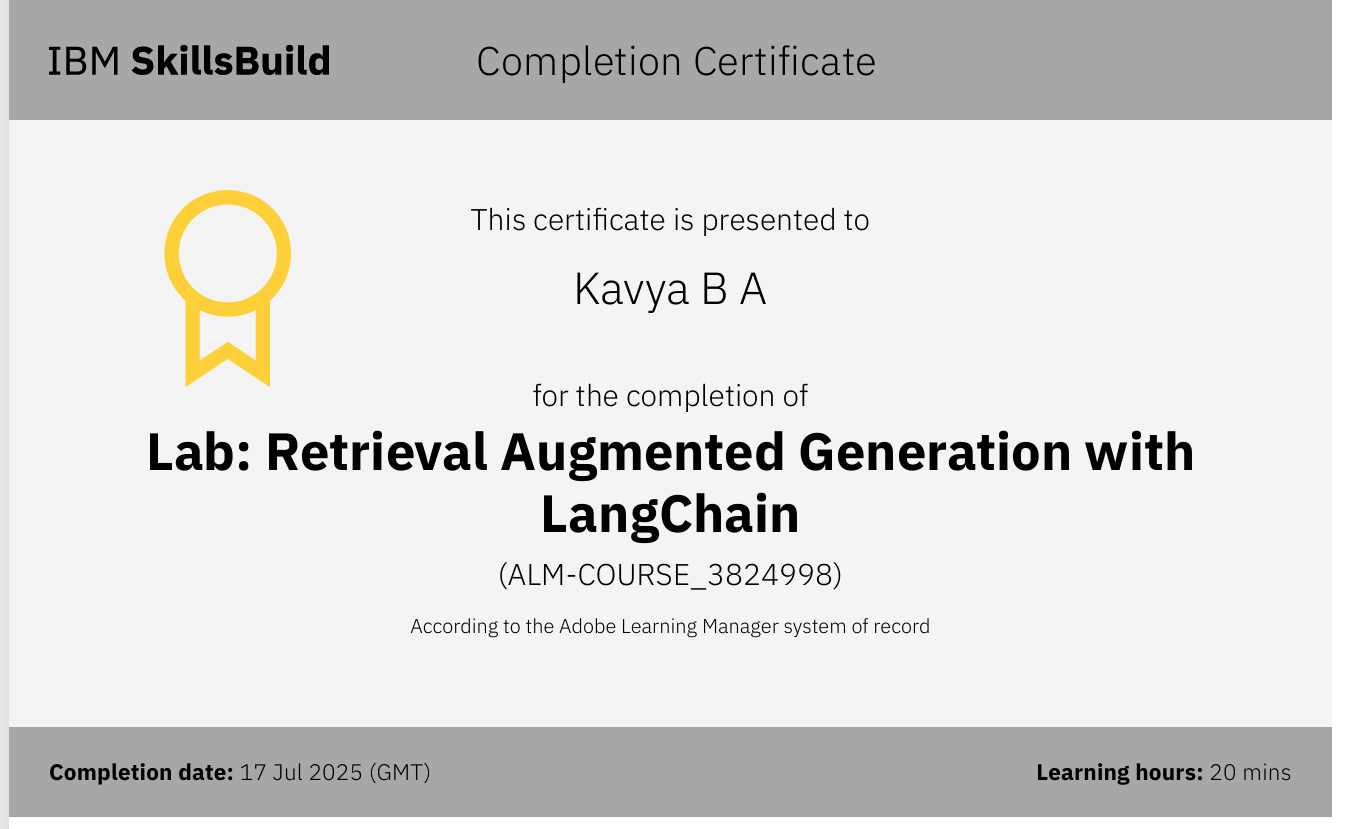 IBM SkillsBuild
Completion Certificate
This certificate is presented to
Kavya B A
for the completion of
Lab: Retrieval Augmented Generation with
LangChain
(ALM-COURSE_3824998)
According to the Adobe Learning Manager system of record
Completion date: 17 Jul 2025 (GMT)
Learning hours: 20 mins